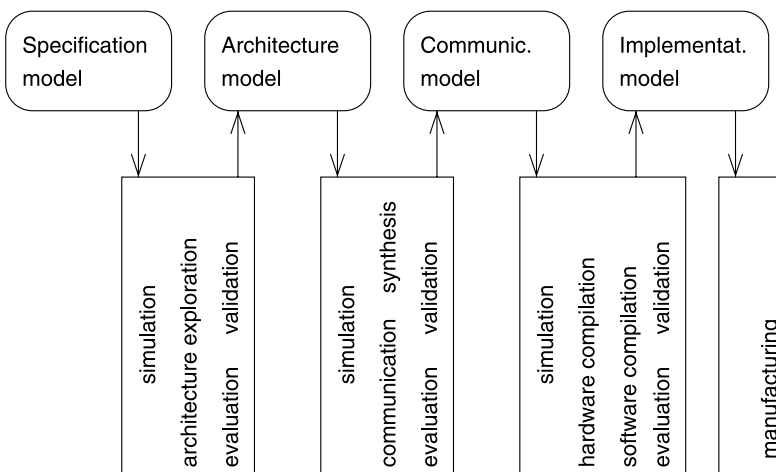 Specification
model
Architecture
model
Communic.
model
Implementat.
model
simulation
architecture exploration
evaluation validation
simulation
communication synthesis
evaluation validation
simulation
hardware compilation
software compilation
evaluation validation
manufacturing